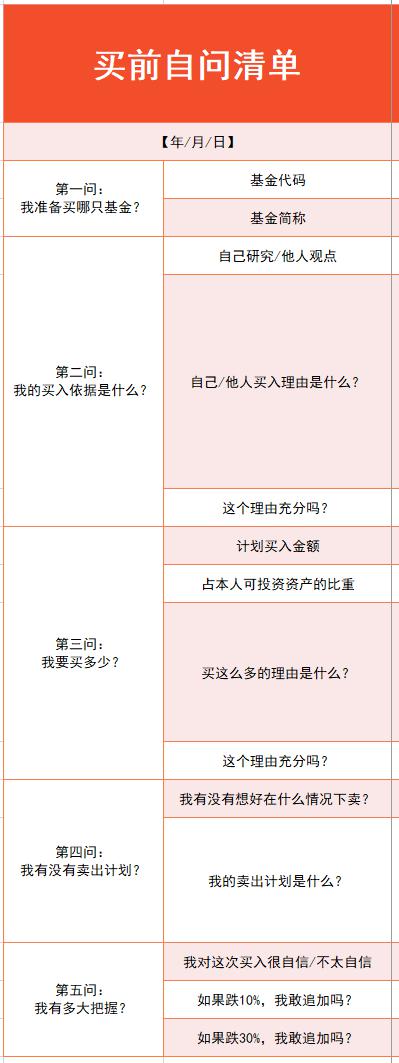 买前自问清单
【年/月/日】
第一问：
我准备买哪只基金？
基金代码
基金简称
第二问：
我的买入依据是什么？
自己研究/他人观点
自己/他人买入理由是什么？
这个理由充分吗？
第三问：
我要买多少？
计划买入金额
占本人可投资资产的比重
买这么多的理由是什么？
这个理由充分吗？
第四问：
我有没有卖出计划？
我有没有想好在什么情况下卖？
我的卖出计划是什么？
第五问：
我有多大把握？
我对这次买入很自信/不太自信
如果跌10%，我敢追加吗？
如果跌30%，我敢追加吗？